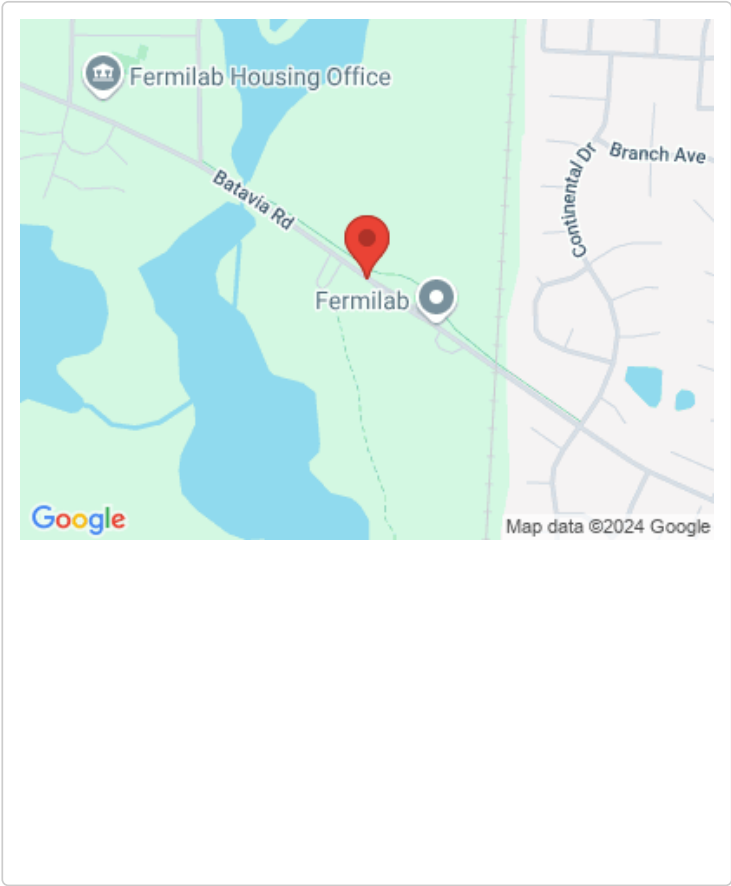 Fermilab Housing Office
Branch Ave
Continental Dr
Batavia Rd
Fermilab
Google
Map data ©2024 Google